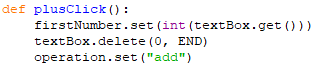 def plusClick():
    firstNumber.set(int(textBox.get()))
    textBox.delete(0, END)
    operation.set("add")